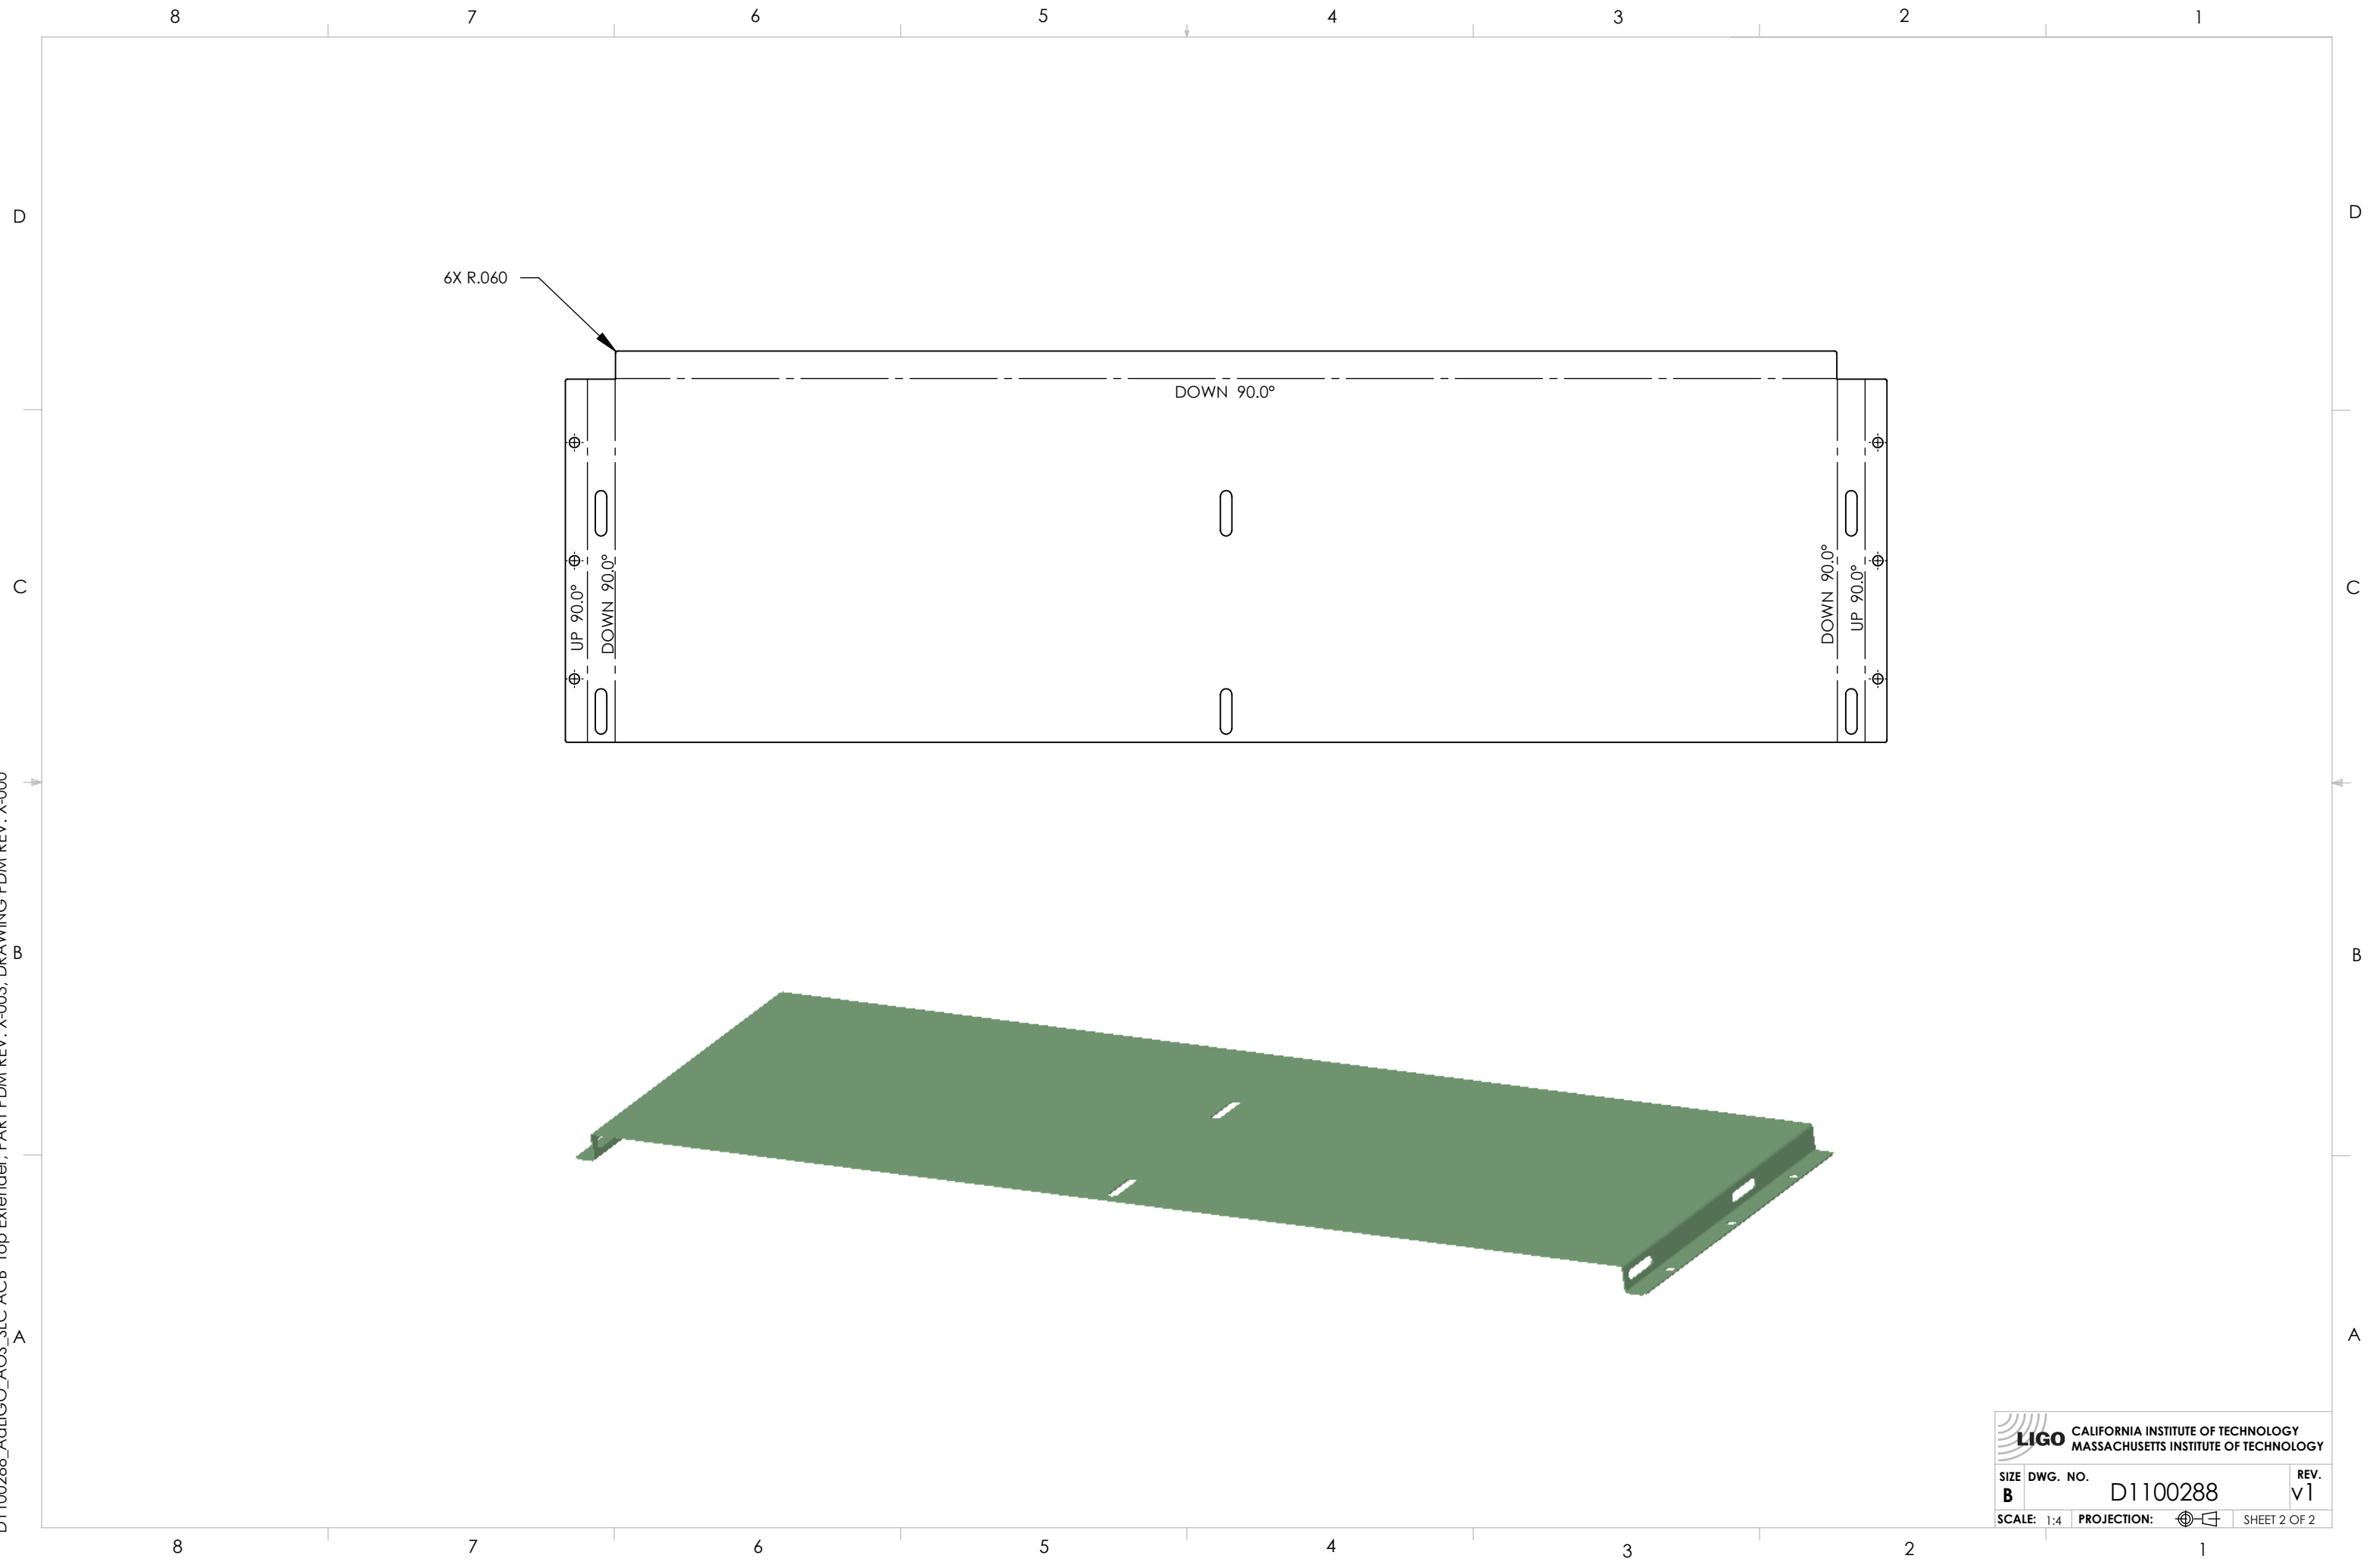 8 7 6 5 4 3 2 1
D D
6X R.060
DOWN 90.0°
UP 90.0°
DOWN 90.0°
DOWN 90.0°
UP 90.0°
C C
B B
A A
LIGO
CALIFORNIA INSTITUTE OF TECHNOLOGY
MASSACHUSETTS INSTITUTE OF TECHNOLOGY
SIZE DWG. NO. REV.
B D1100288 v1
SCALE: 1:4 PROJECTION: SHEET 2 OF 2
8 7 6 5 4 3 2 1